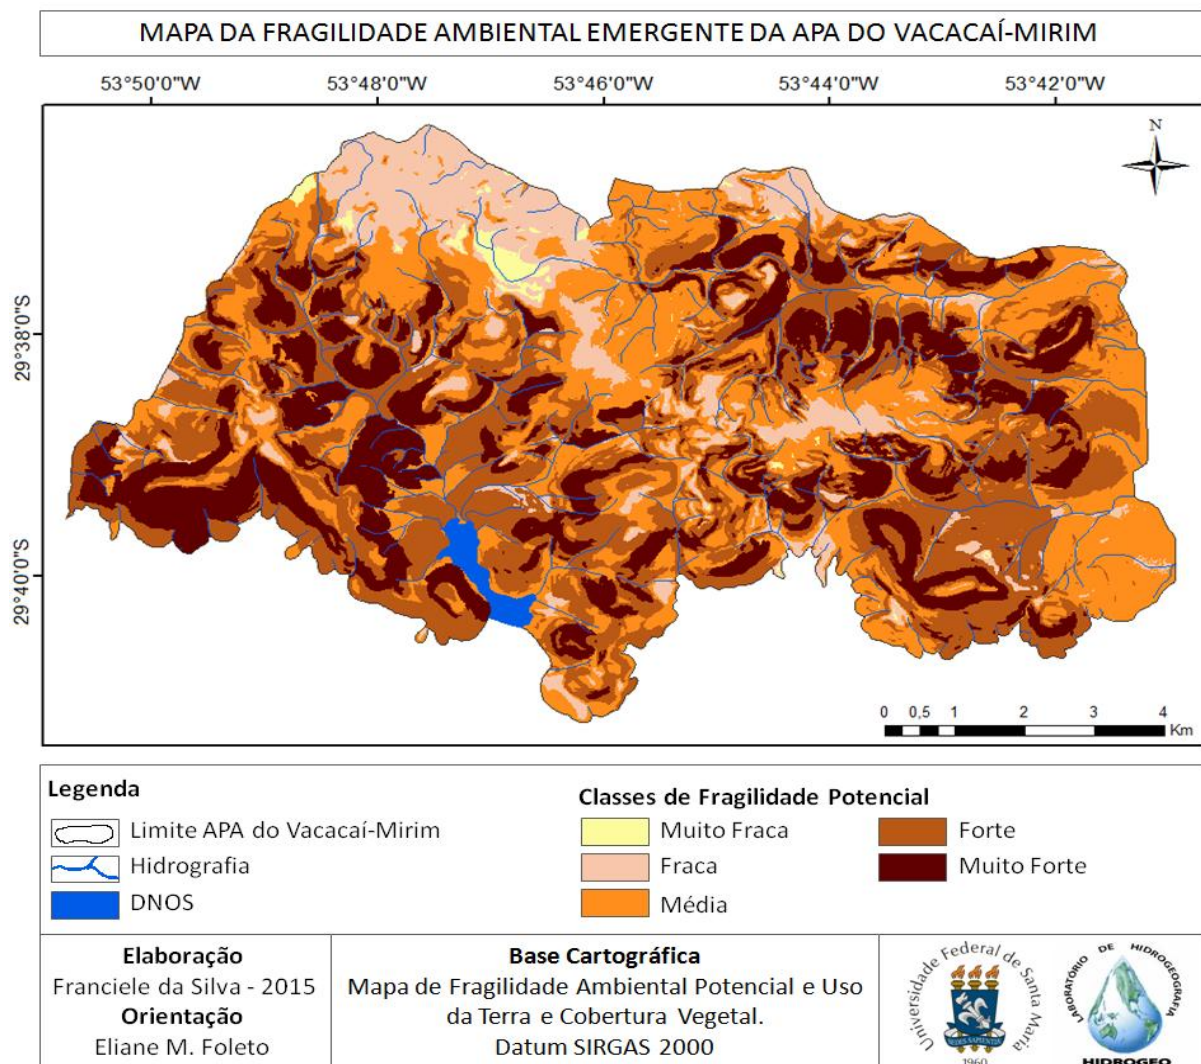 MAPA DA FRAGILIDADE AMBIENTAL EMERGENTE DA APA DO VACACAÍ-MIRIM
53°50'0"W 53°48'0"W 53°46'0"W 53°44'0"W 53°42'0"W
N
29°38'0"S
29°40'0"S
0 0,5 1 2 3 4
Km
Legenda
Limite APA do Vacacaí-Mirim
Hidrografia
DNOS
Classes de Fragilidade Potencial
Muito Fraca
Fraca
Média
Forte
Muito Forte
Elaboração
Franciele da Silva - 2015
Orientação
Eliane M. Foleto
Base Cartográfica
Mapa de Fragilidade Ambiental Potencial e Uso
da Terra e Cobertura Vegetal.
Datum SIRGAS 2000
Universidade Federal de Santa Maria
SEDES SAPIENTIAE
1960
LABORATÓRIO DE HIDROGEOGRAFIA
HIDROGEO